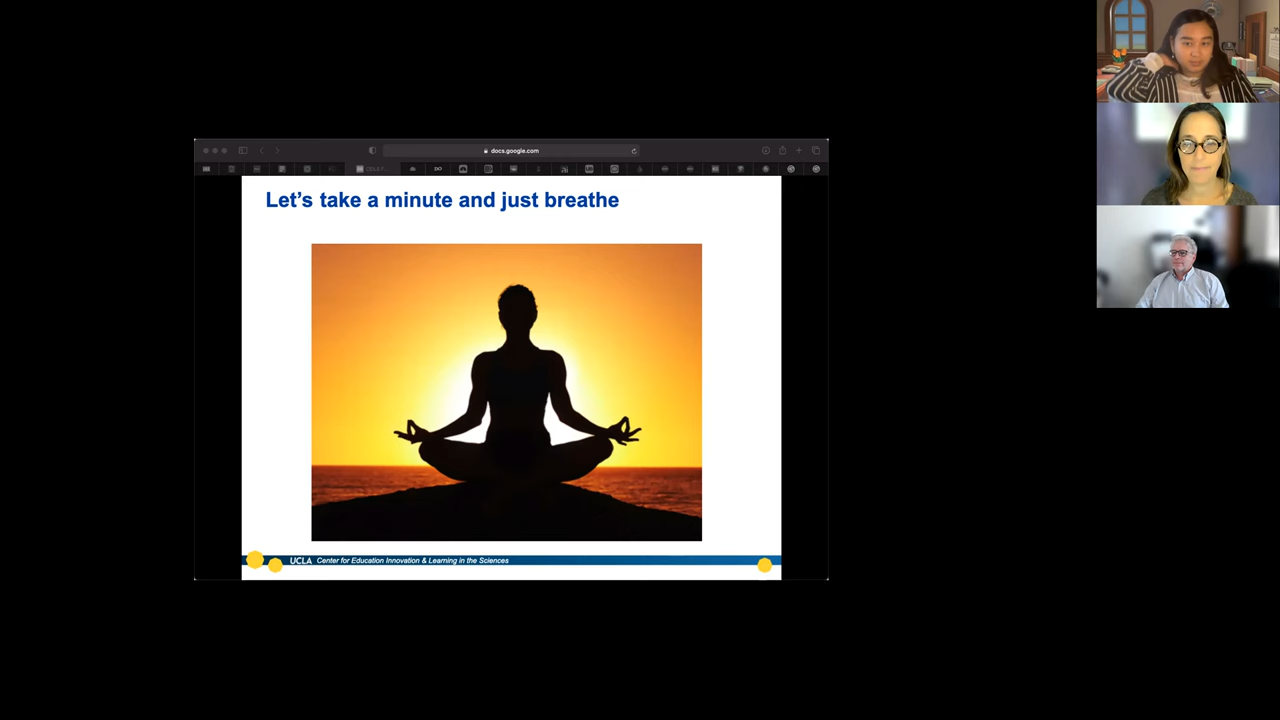 docs.google.com
Let's take a minute and just breathe
UCLA Center for Education Innovation & Learning in the Sciences